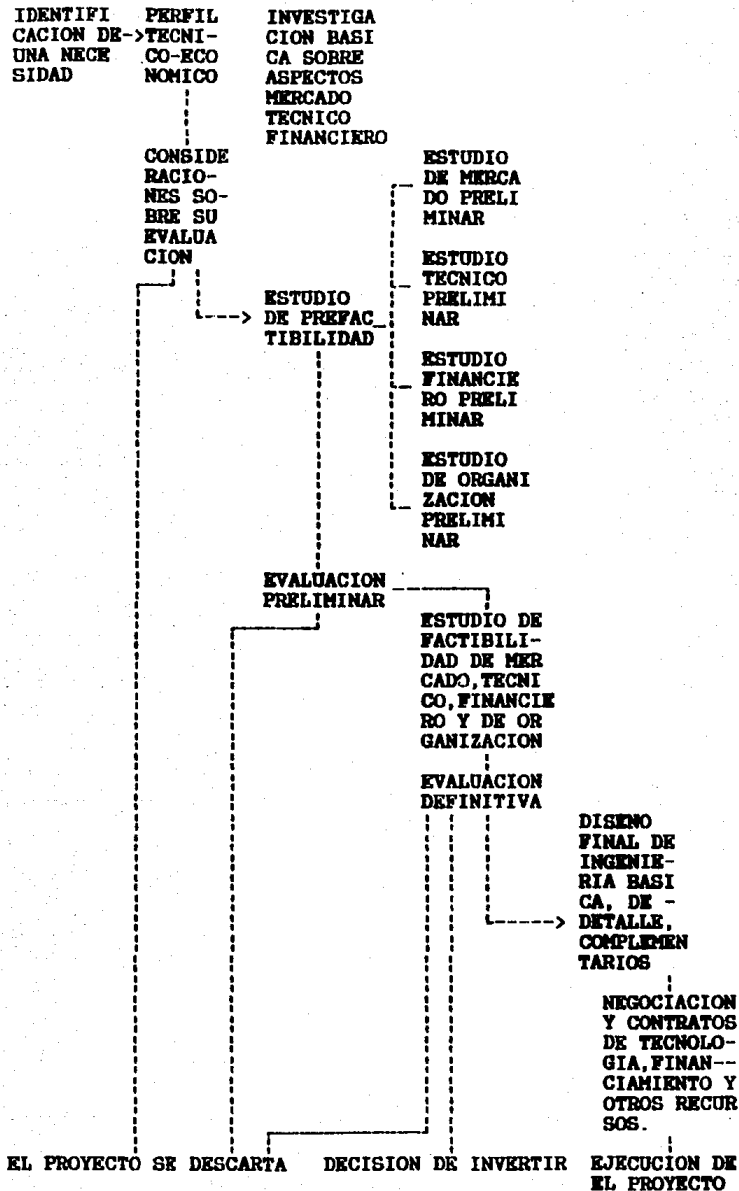 IDENTIFI
CACION DE->
UNA NECE
SIDAD
PERFIL
TECNI-
CO-ECO
NOMICO
INVESTIGA
CION BASI
CA SOBRE
ASPECTOS
MERCADO
TECNICO
FINANCIERO
CONSIDE
RACIO-
NES SO-
BRE SU
EVALUA
CION
ESTUDIO
DE PREFAC
TIBILIDAD
ESTUDIO
DE MERCA
DO PRELI
MINAR
ESTUDIO
TECNICO
PRELIMI
NAR
ESTUDIO
FINANCIE
RO PRELI
MINAR
ESTUDIO
DE ORGANI
ZACION
PRELIMI
NAR
EVALUACION
PRELIMINAR
ESTUDIO DE
FACTIBILI-
DAD DE MER
CADO,TECNI
CO,FINANCIE
RO Y DE OR
GANIZACION
EVALUACION
DEFINITIVA
DISENO
FINAL DE
INGENIE-
RIA BASI
CA, DE -
DETALLE,
COMPLEMEN
TARIOS
NEGOCIACION
Y CONTRATOS
DE TECNOLO-
GIA,FINAN--
CIAMIENTO Y
OTROS RECUR
SOS.
EL PROYECTO SE DESCARTA
DECISION DE INVERTIR
EJECUCION DE
EL PROYECTO